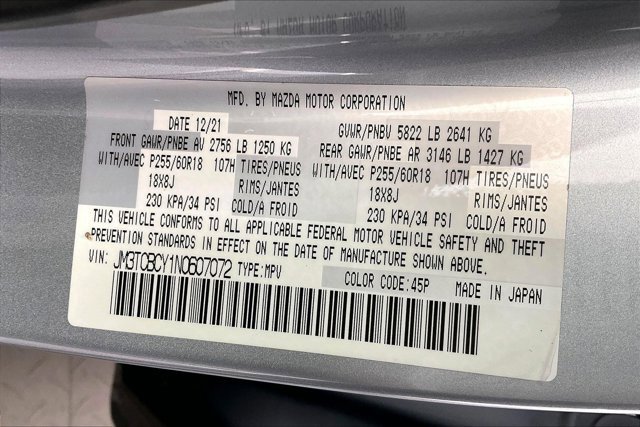 MFD. BY MAZDA MOTOR CORPORATION
DATE 12/21 GVWR/PNBV 5822 LB 2641 KG
FRONT GAWR/PNBE AV 2756 LB 1250 KG REAR GAWR/PNBE AR 3146 LB 1427 KG
WITH/AVEC P255/60R18 107H TIRES/PNEUS WITH/AVEC P255/60R18 107H TIRES/PNEUS
18X8J RIMS/JANTES 18X8J RIMS/JANTES
230 KPA/34 PSI COLD/A FROID 230 KPA/34 PSI COLD/A FROID
THIS VEHICLE CONFORMS TO ALL APPLICABLE FEDERAL MOTOR VEHICLE SAFETY AND THEFT
PREVENTION STANDARDS IN EFFECT ON THE DATE OF MANUFACTURE SHOWN ABOVE.
VIN: JM3TCBCY1N0607072 TYPE:MPV COLOR CODE:45P MADE IN JAPAN